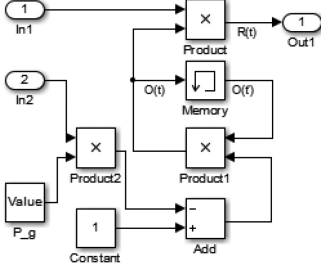 1
In1
×
Product
R(t)
1
Out1
2
In2
O(t)
Memory
O(t')
×
Product2
×
Product1
Value
P_g
1
Constant
−
+
Add